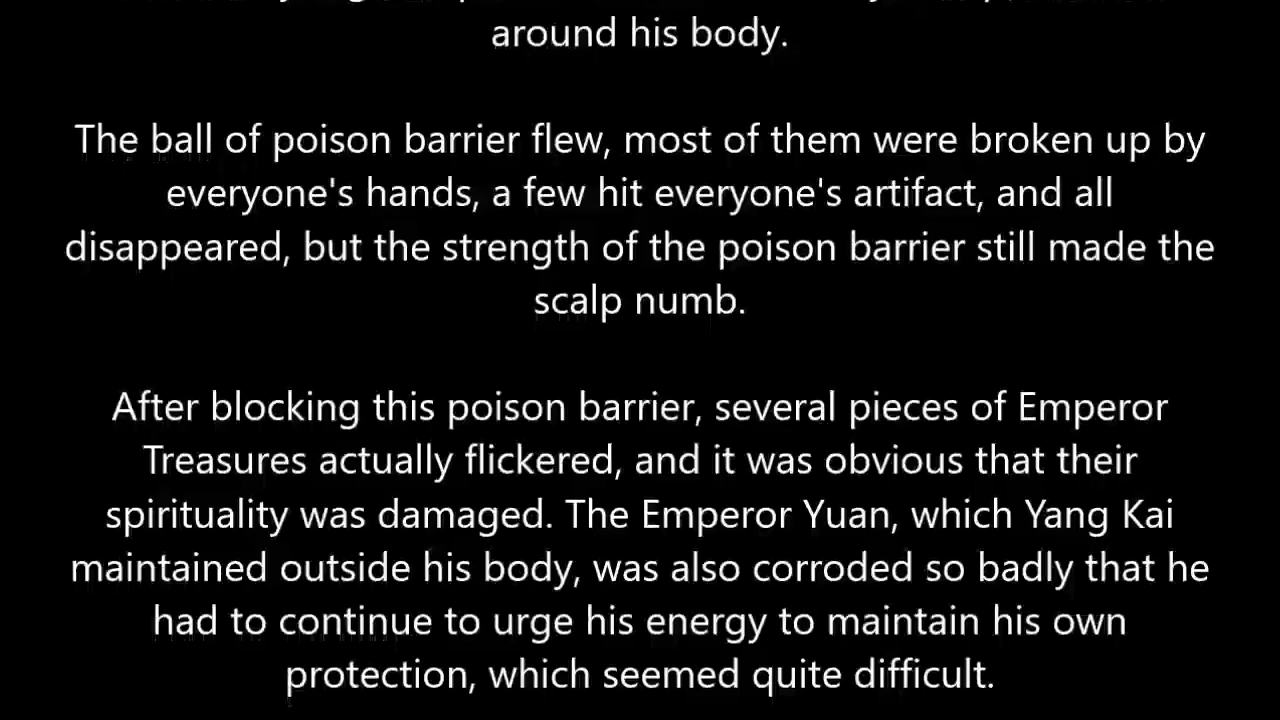 around his body.
The ball of poison barrier flew, most of them were broken up by
everyone's hands, a few hit everyone's artifact, and all
disappeared, but the strength of the poison barrier still made the
scalp numb.
After blocking this poison barrier, several pieces of Emperor
Treasures actually flickered, and it was obvious that their
spirituality was damaged. The Emperor Yuan, which Yang Kai
maintained outside his body, was also corroded so badly that he
had to continue to urge his energy to maintain his own
protection, which seemed quite difficult.